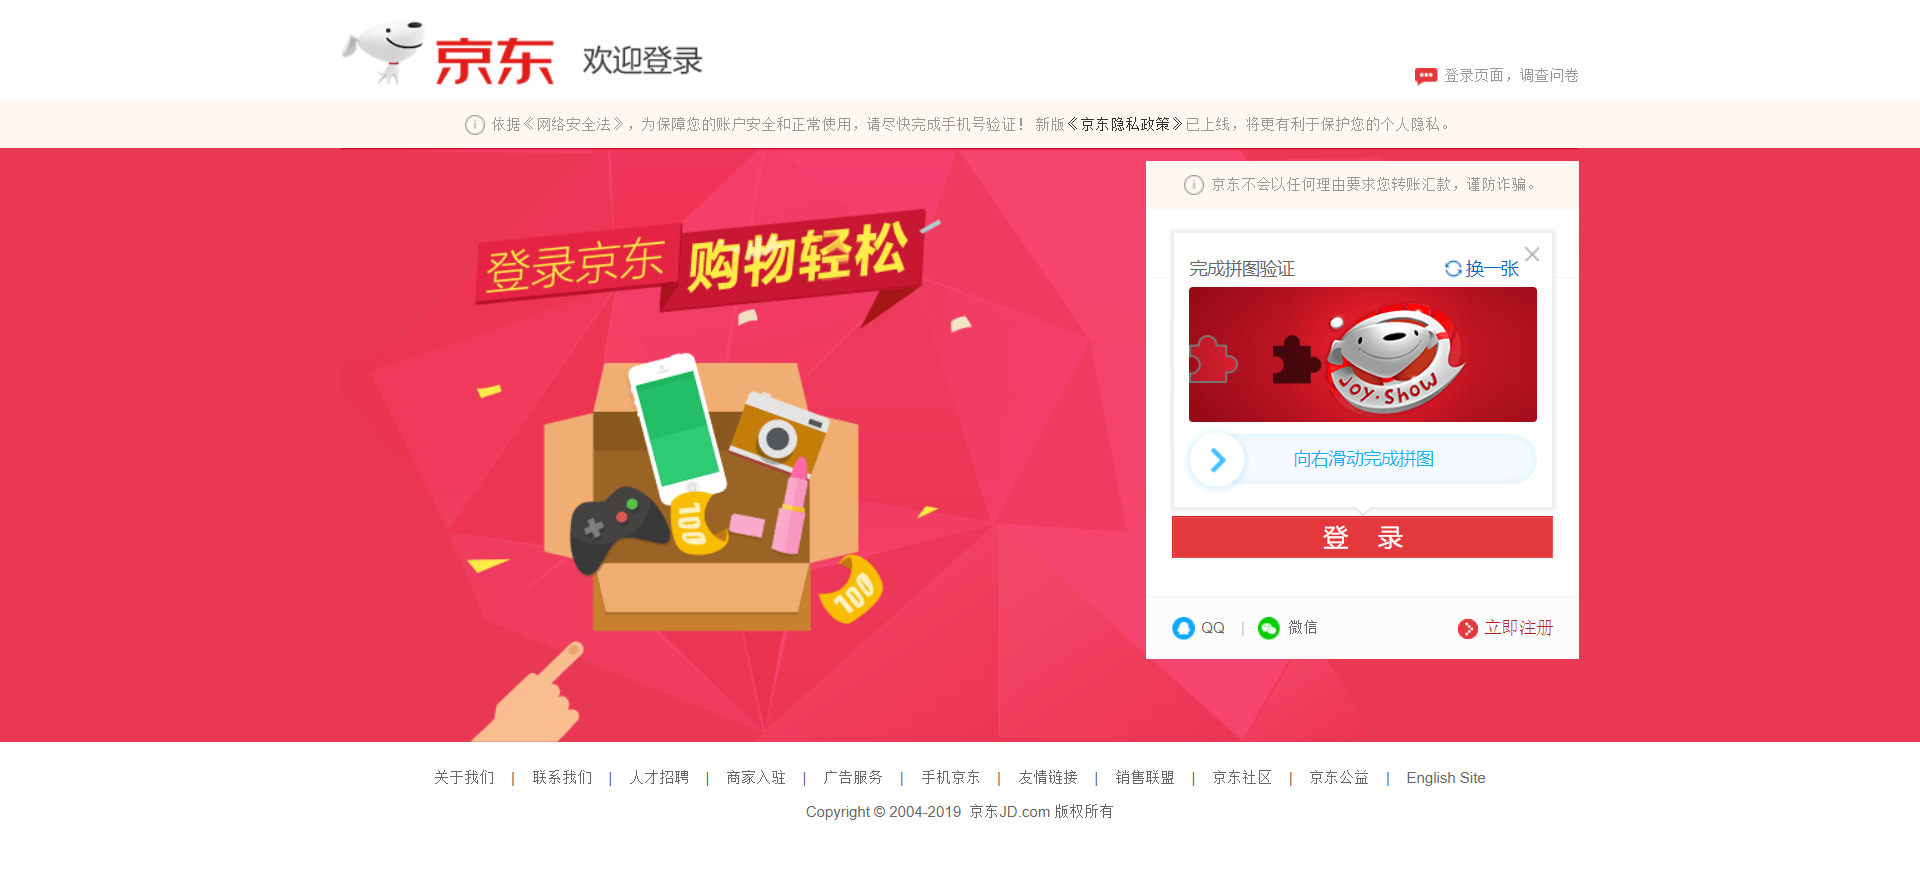 京东 欢迎登录
登录页面，调查问卷
依据《网络安全法》，为保障您的账户安全和正常使用，请尽快完成手机号验证！ 新版《京东隐私政策》已上线，将更有利于保护您的个人隐私。
京东不会以任何理由要求您转账汇款，谨防诈骗。
登录京东 购物轻松
完成拼图验证 换一张
JOY·SHOW
向右滑动完成拼图
100
100
登 录
QQ | 微信 立即注册
关于我们 | 联系我们 | 人才招聘 | 商家入驻 | 广告服务 | 手机京东 | 友情链接 | 销售联盟 | 京东社区 | 京东公益 | English Site
Copyright © 2004-2019 京东JD.com 版权所有